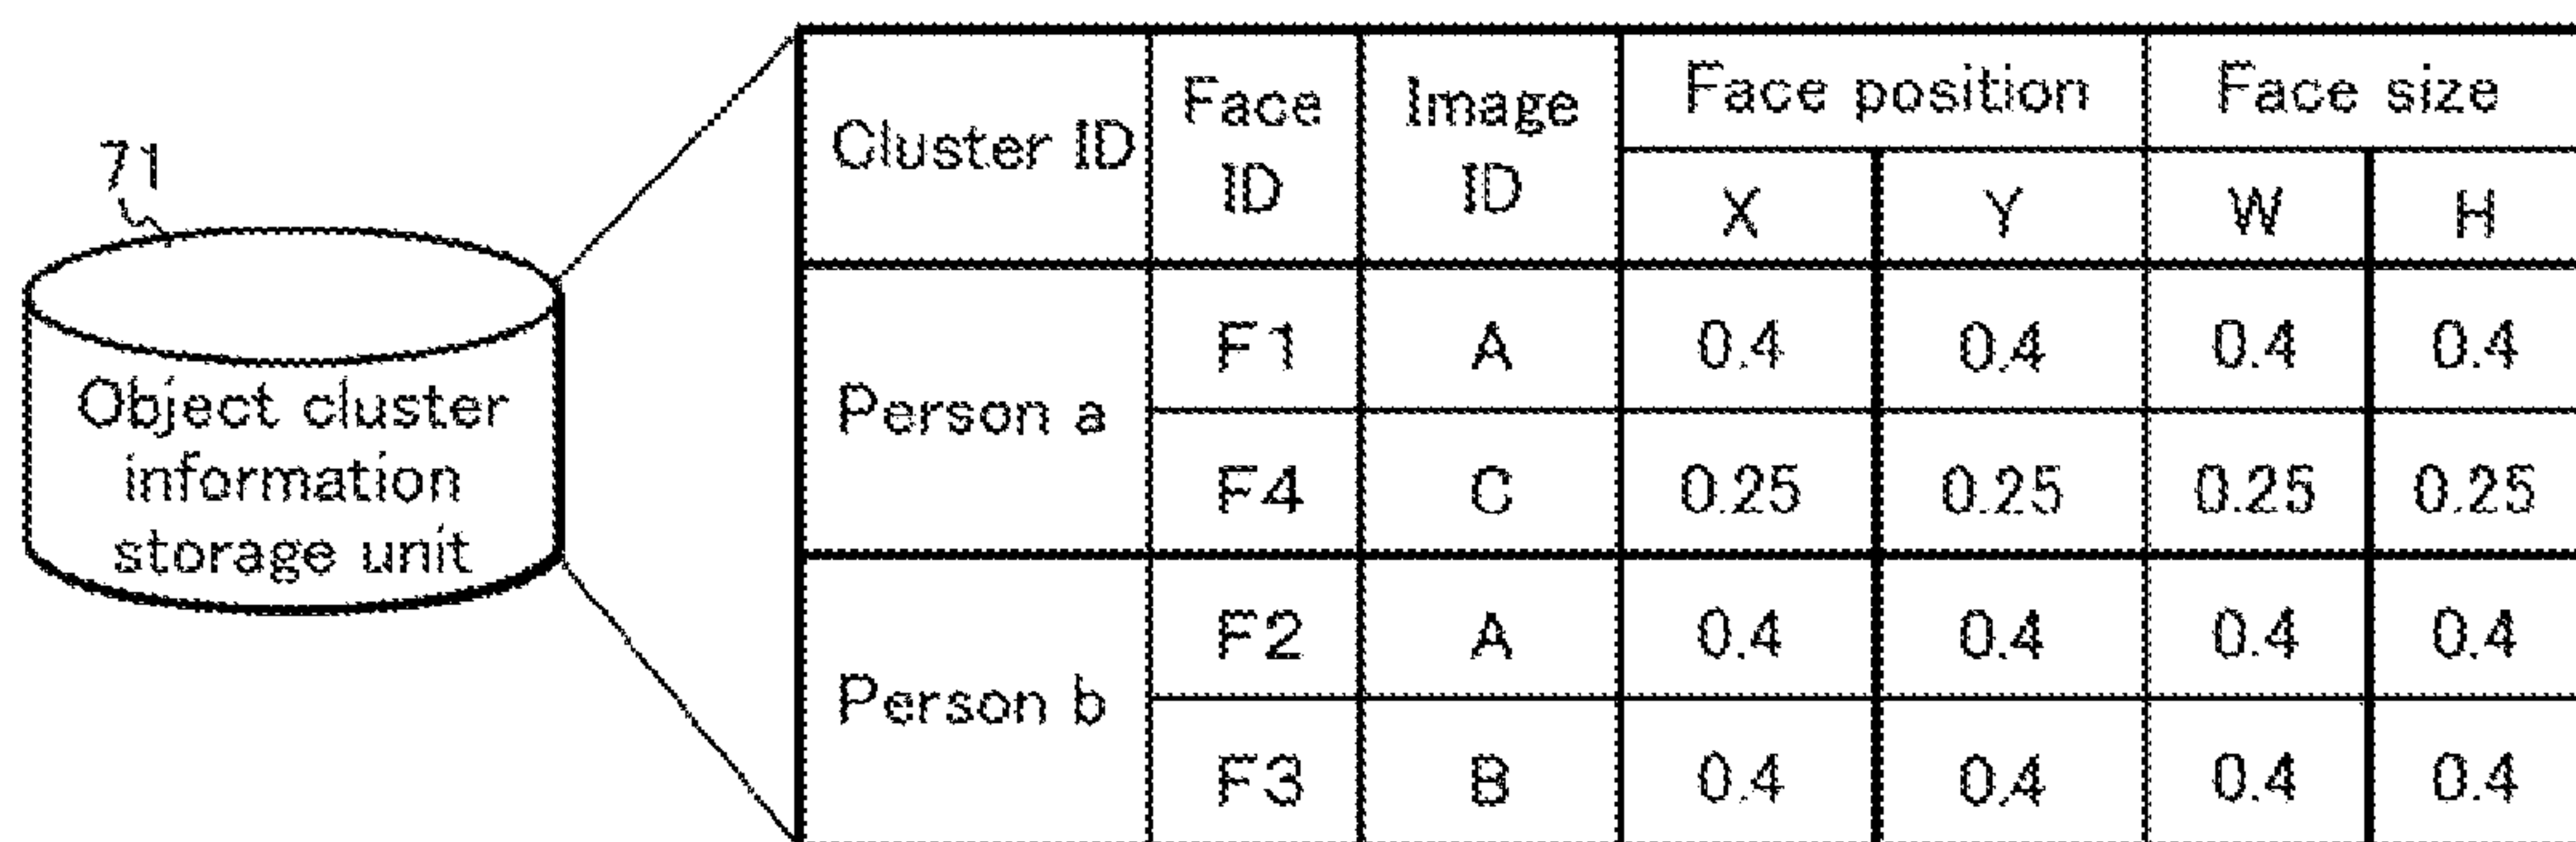 71
Object cluster
information
storage unit
Cluster ID
Face
ID
Image
ID
Face position
Face size
X Y W H
Person a
F1 A 0.4 0.4 0.4 0.4
F4 C 0.25 0.25 0.25 0.25
Person b
F2 A 0.4 0.4 0.4 0.4
F3 B 0.4 0.4 0.4 0.4